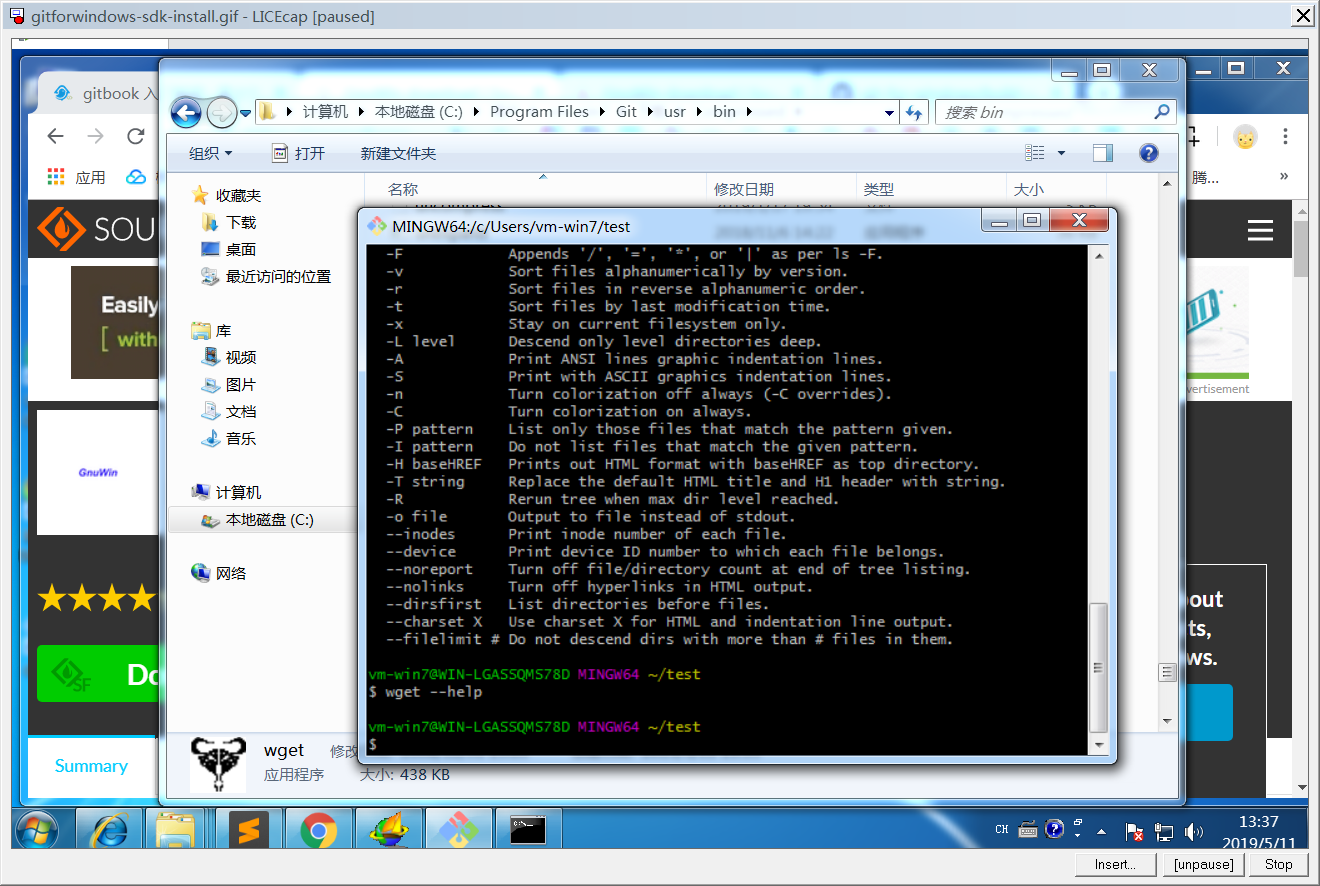 gitforwindows-sdk-install.gif - LICEcap [paused]
gitbook 入
计算机 本地磁盘 (C:) Program Files Git usr bin
搜索 bin
组织 打开 新建文件夹
应用
腾...
»
名称 修改日期 类型 大小
收藏夹
下载
桌面
最近访问的位置
库
视频
图片
文档
音乐
计算机
本地磁盘 (C:)
网络
SOU
Easily
[ with
GnuWin
Do
SF
Summary
vertisement
out
ts,
ws.
MINGW64:/c/Users/vm-win7/test
-F Appends '/', '=', '*', or '|' as per ls -F.
-v Sort files alphanumerically by version.
-r Sort files in reverse alphanumeric order.
-t Sort files by last modification time.
-x Stay on current filesystem only.
-L level Descend only level directories deep.
-A Print ANSI lines graphic indentation lines.
-S Print with ASCII graphics indentation lines.
-n Turn colorization off always (-C overrides).
-C Turn colorization on always.
-P pattern List only those files that match the pattern given.
-I pattern Do not list files that match the given pattern.
-H baseHREF Prints out HTML format with baseHREF as top directory.
-T string Replace the default HTML title and H1 header with string.
-R Rerun tree when max dir level reached.
-o file Output to file instead of stdout.
--inodes Print inode number of each file.
--device Print device ID number to which each file belongs.
--noreport Turn off file/directory count at end of tree listing.
--nolinks Turn off hyperlinks in HTML output.
--dirsfirst List directories before files.
--charset X Use charset X for HTML and indentation line output.
--filelimit # Do not descend dirs with more than # files in them.
vm-win7@WIN-LGASSQMS78D MINGW64 ~/test
$ wget --help
vm-win7@WIN-LGASSQMS78D MINGW64 ~/test
$
wget 修改
应用程序 大小: 438 KB
CH
13:37
2019/5/11
Insert... [unpause] Stop